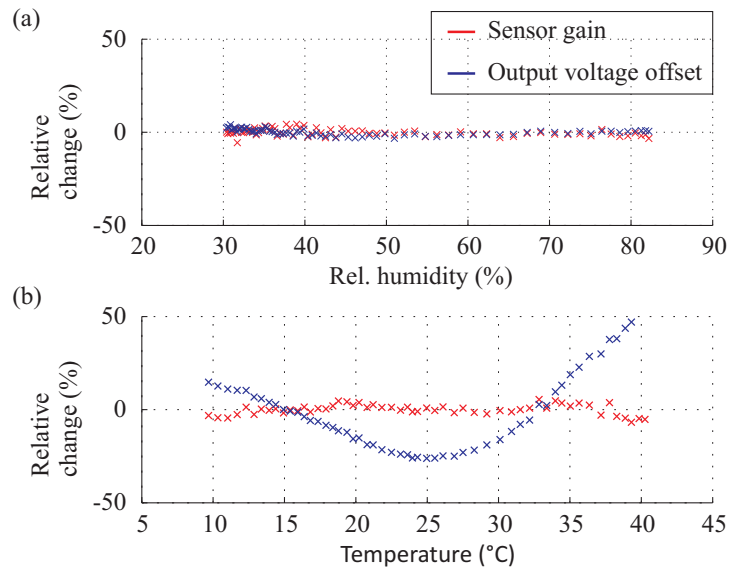 (a)
50
0
-50
Relative
change (%)
Sensor gain
Output voltage offset
20 30 40 50 60 70 80 90
Rel. humidity (%)
(b)
50
0
-50
Relative
change (%)
5 10 15 20 25 30 35 40 45
Temperature (°C)